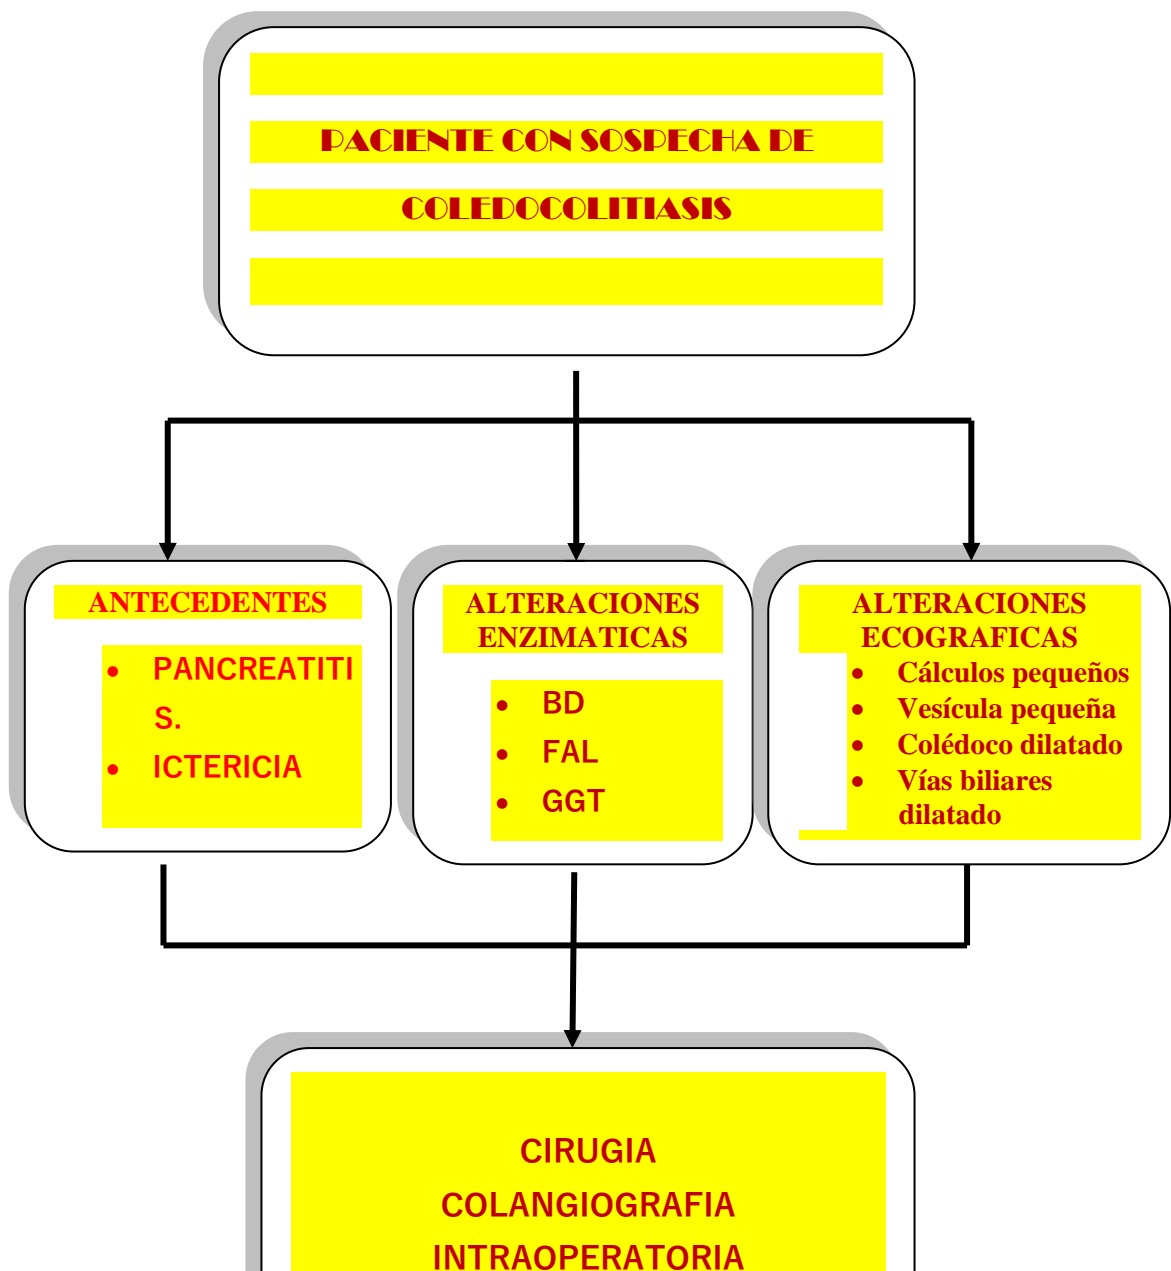 PACIENTE CON SOSPECHA DE
COLEDOCOLITIASIS
ANTECEDENTES
• PANCREATITI
S.
• ICTERICIA
ALTERACIONES
ENZIMATICAS
• BD
• FAL
• GGT
ALTERACIONES
ECOGRAFICAS
• Cálculos pequeños
• Vesícula pequeña
• Colédoco dilatado
• Vías biliares
dilatado
CIRUGIA
COLANGIOGRAFIA
INTRAOPERATORIA